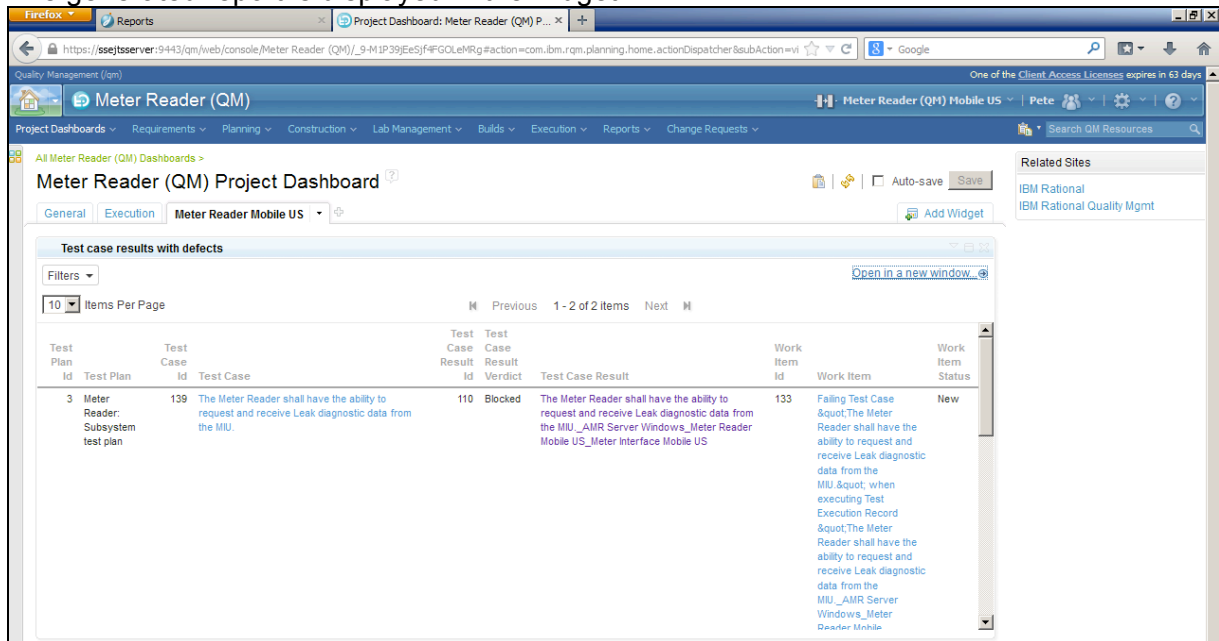 Firefox
Reports
Project Dashboard: Meter Reader (QM) P...
https://ssejtsserver:9443/qm/web/console/Meter Reader (QM)/_9-M1P39jEeSjf4FGOLeMRg#action=com.ibm.rqm.planning.home.actionDispatcher&subAction=vi
Google
Quality Management (/qm)
One of the Client Access Licenses expires in 63 days
Meter Reader (QM)
Meter Reader (QM) Mobile US
Pete
Project Dashboards Requirements Planning Construction Lab Management Builds Execution Reports Change Requests
Search QM Resources
All Meter Reader (QM) Dashboards >
Meter Reader (QM) Project Dashboard
Auto-save Save
General Execution Meter Reader Mobile US
Add Widget
Related Sites
IBM Rational
IBM Rational Quality Mgmt
Test case results with defects
Filters
Open in a new window...
10 Items Per Page
Previous 1 - 2 of 2 items Next
Test
Plan
Id
Test Plan
Test
Case
Id
Test Case
Test
Case
Result
Id
Test
Case
Result
Verdict
Test Case Result
Work
Item
Id
Work Item
Work
Item
Status
3
Meter
Reader:
Subsystem
test plan
139
The Meter Reader shall have the ability to
request and receive Leak diagnostic data from
the MIU.
110
Blocked
The Meter Reader shall have the ability to
request and receive Leak diagnostic data from
the MIU._AMR Server Windows_Meter Reader
Mobile US_Meter Interface Mobile US
133
Failing Test Case
&quot;The Meter
Reader shall have the
ability to request and
receive Leak diagnostic
data from the
MIU.&quot; when
executing Test
Execution Record
&quot;The Meter
Reader shall have the
ability to request and
receive Leak diagnostic
data from the
MIU._AMR Server
Windows_Meter
Reader Mobile
New